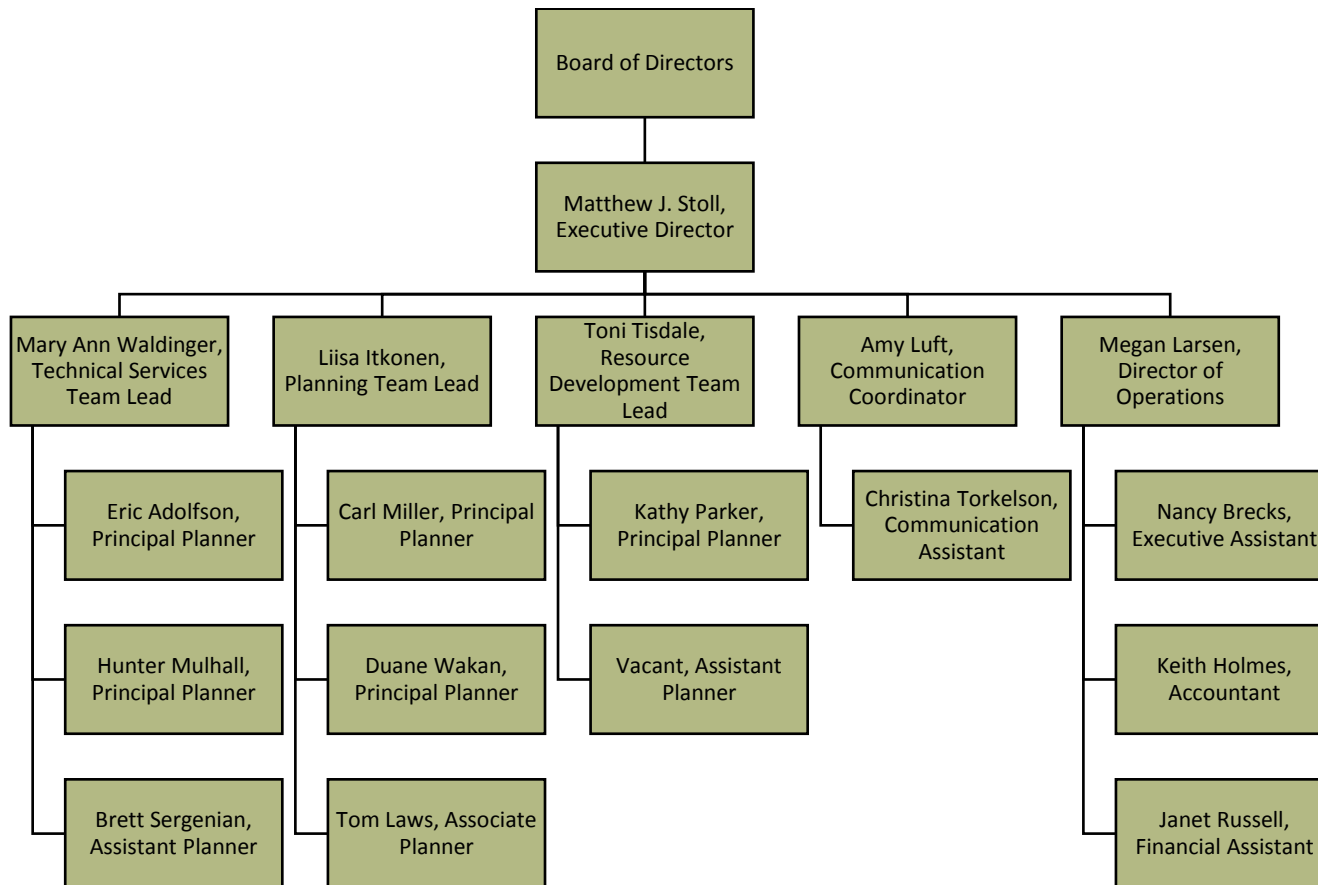 Board of Directors
Matthew J. Stoll,
Executive Director
Mary Ann Waldinger,
Technical Services
Team Lead
Liisa Itkonen,
Planning Team Lead
Toni Tisdale,
Resource
Development Team
Lead
Amy Luft,
Communication
Coordinator
Megan Larsen,
Director of
Operations
Eric Adolfson,
Principal Planner
Carl Miller, Principal
Planner
Kathy Parker,
Principal Planner
Christina Torkelson,
Communication
Assistant
Nancy Brecks,
Executive Assistant
Hunter Mulhall,
Principal Planner
Duane Wakan,
Principal Planner
Vacant, Assistant
Planner
Keith Holmes,
Accountant
Brett Sergenian,
Assistant Planner
Tom Laws, Associate
Planner
Janet Russell,
Financial Assistant